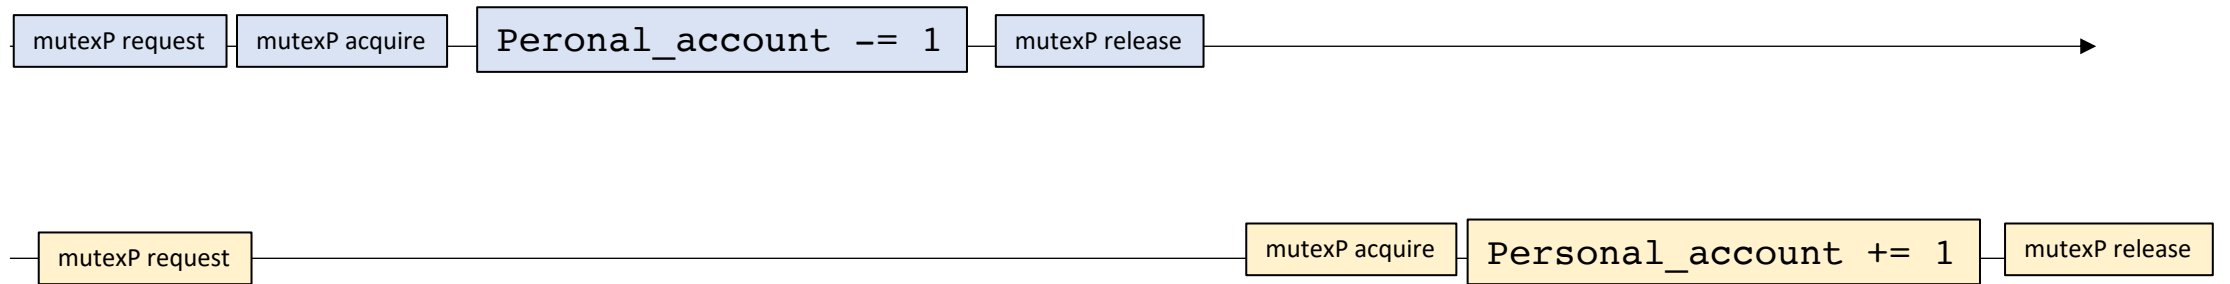 mutexP request
mutexP acquire
Peronal_account -= 1
mutexP release
mutexP request
mutexP acquire
Personal_account += 1
mutexP release